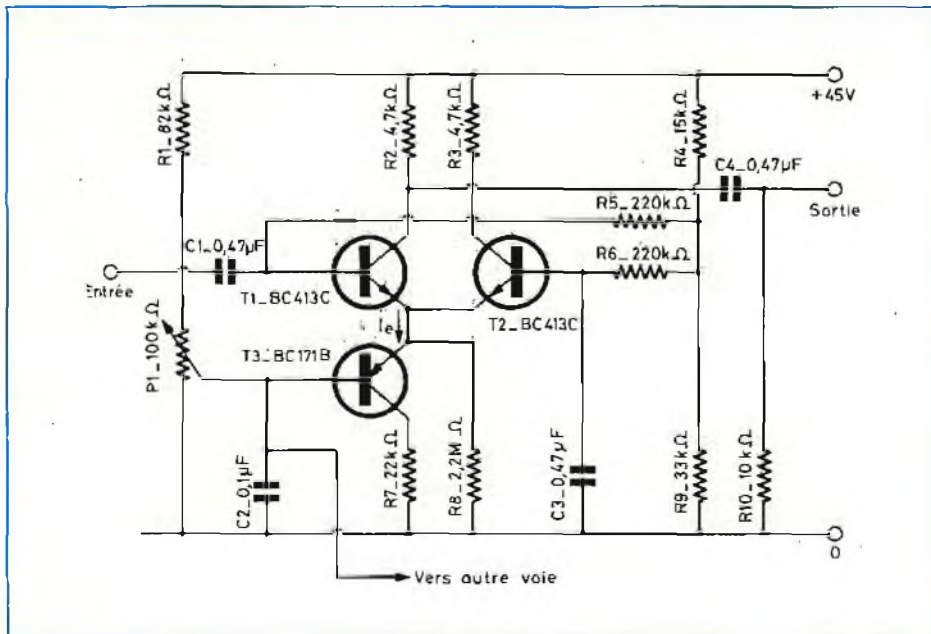 +45V
R1_82kΩ
R2_4,7kΩ
R3_4,7kΩ
R4_15kΩ
C4_0,47µF
Sortie
R5_220kΩ
R6_220kΩ
C1_0,47µF
Entrée
T1_BC413C
T2_BC413C
Ie
T3_BC171B
P1_100kΩ
C2_0,1µF
R7_22kΩ
R8_2,2MΩ
C3_0,47µF
R9_33kΩ
R10_10kΩ
0
Vers autre voie